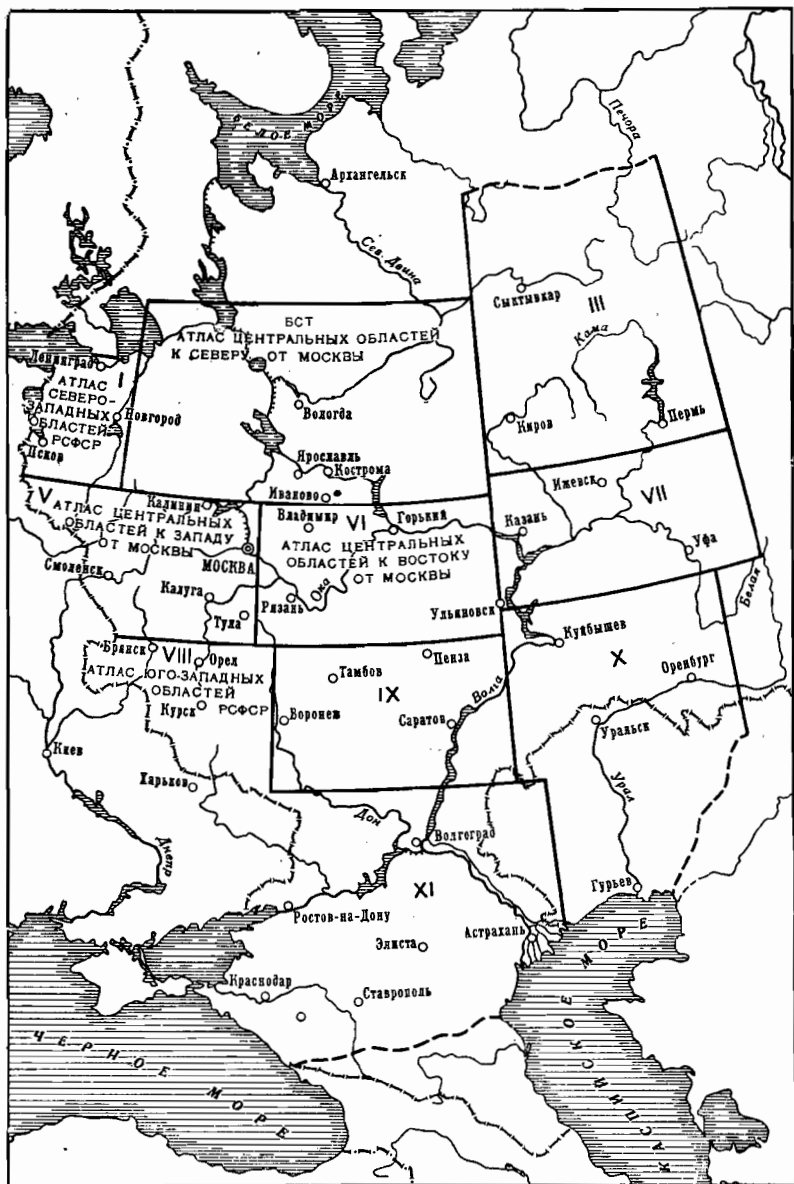 БЕЛОЕ МОРЕ
Печора
Архангельск
Сев. Двина
Сыктывкар
III
БСТ
АТЛАС ЦЕНТРАЛЬНЫХ ОБЛАСТЕЙ
К СЕВЕРУ ОТ МОСКВЫ
Кама
Ленинград
I
АТЛАС
СЕВЕРО-
ЗАПАДНЫХ
ОБЛАСТЕЙ
РСФСР
Новгород
Псков
Вологда
Киров
Пермь
Ярославль
Кострома
Иваново
Ижевск
VII
V
АТЛАС ЦЕНТРАЛЬНЫХ
ОБЛАСТЕЙ К ЗАПАДУ
ОТ МОСКВЫ
Калинин
Владимир
VI
Горький
АТЛАС ЦЕНТРАЛЬНЫХ
ОБЛАСТЕЙ К ВОСТОКУ
ОТ МОСКВЫ
Казань
Уфа
МОСКВА
Смоленск
Калуга
Рязань
Ока
Тула
Ульяновск
Белая
Куйбышев
X
Брянск
VIII
Орел
АТЛАС ЮГО-ЗАПАДНЫХ
ОБЛАСТЕЙ
РСФСР
Курск
Пенза
Тамбов
IX
Воронеж
Саратов
Волга
Оренбург
Уральск
Урал
Киев
Харьков
Днепр
Дон
Волгоград
XI
Гурьев
Ростов-на-Дону
Элиста
Астрахань
Краснодар
Ставрополь
ЧЕРНОЕ МОРЕ
КАСПИЙСКОЕ МОРЕ